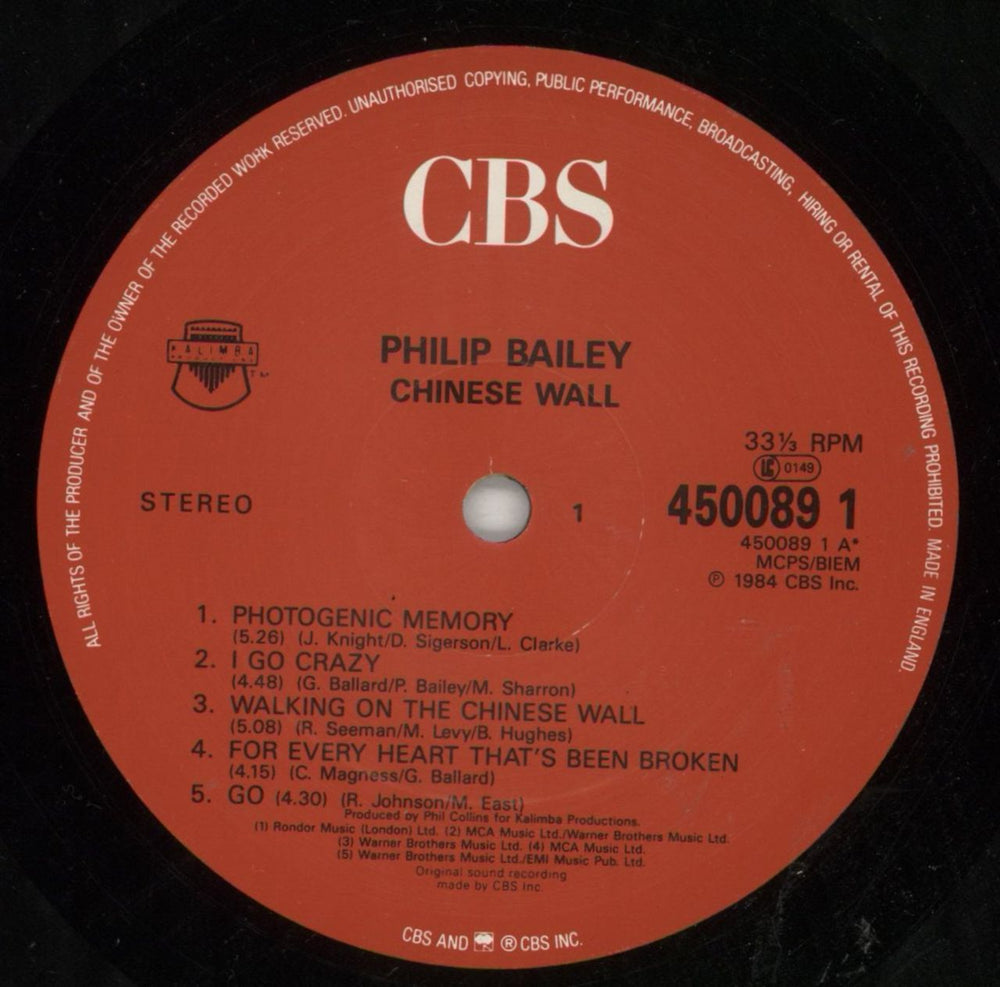 ALL RIGHTS OF THE PRODUCER AND OF THE OWNER OF THE RECORDED WORK RESERVED. UNAUTHORISED COPYING, PUBLIC PERFORMANCE, BROADCASTING, HIRING OR RENTAL OF THIS RECORDING PROHIBITED. MADE IN ENGLAND.
CBS
KALIMBA
TM
PHILIP BAILEY
CHINESE WALL
33⅓ RPM
LC 0149
STEREO
1
450089 1
450089 1 A*
MCPS/BIEM
℗ 1984 CBS Inc.
1. PHOTOGENIC MEMORY
(5.26) (J. Knight/D. Sigerson/L. Clarke)
2. I GO CRAZY
(4.48) (G. Ballard/P. Bailey/M. Sharron)
3. WALKING ON THE CHINESE WALL
(5.08) (R. Seeman/M. Levy/B. Hughes)
4. FOR EVERY HEART THAT'S BEEN BROKEN
(4.15) (C. Magness/G. Ballard)
5. GO (4.30) (R. Johnson/M. East)
Produced by Phil Collins for Kalimba Productions.
(1) Rondor Music (London) Ltd. (2) MCA Music Ltd./Warner Brothers Music Ltd.
(3) Warner Brothers Music Ltd. (4) MCA Music Ltd.
(5) Warner Brothers Music Ltd./EMI Music Pub. Ltd.
Original sound recording
made by CBS Inc.
CBS AND ® CBS INC.